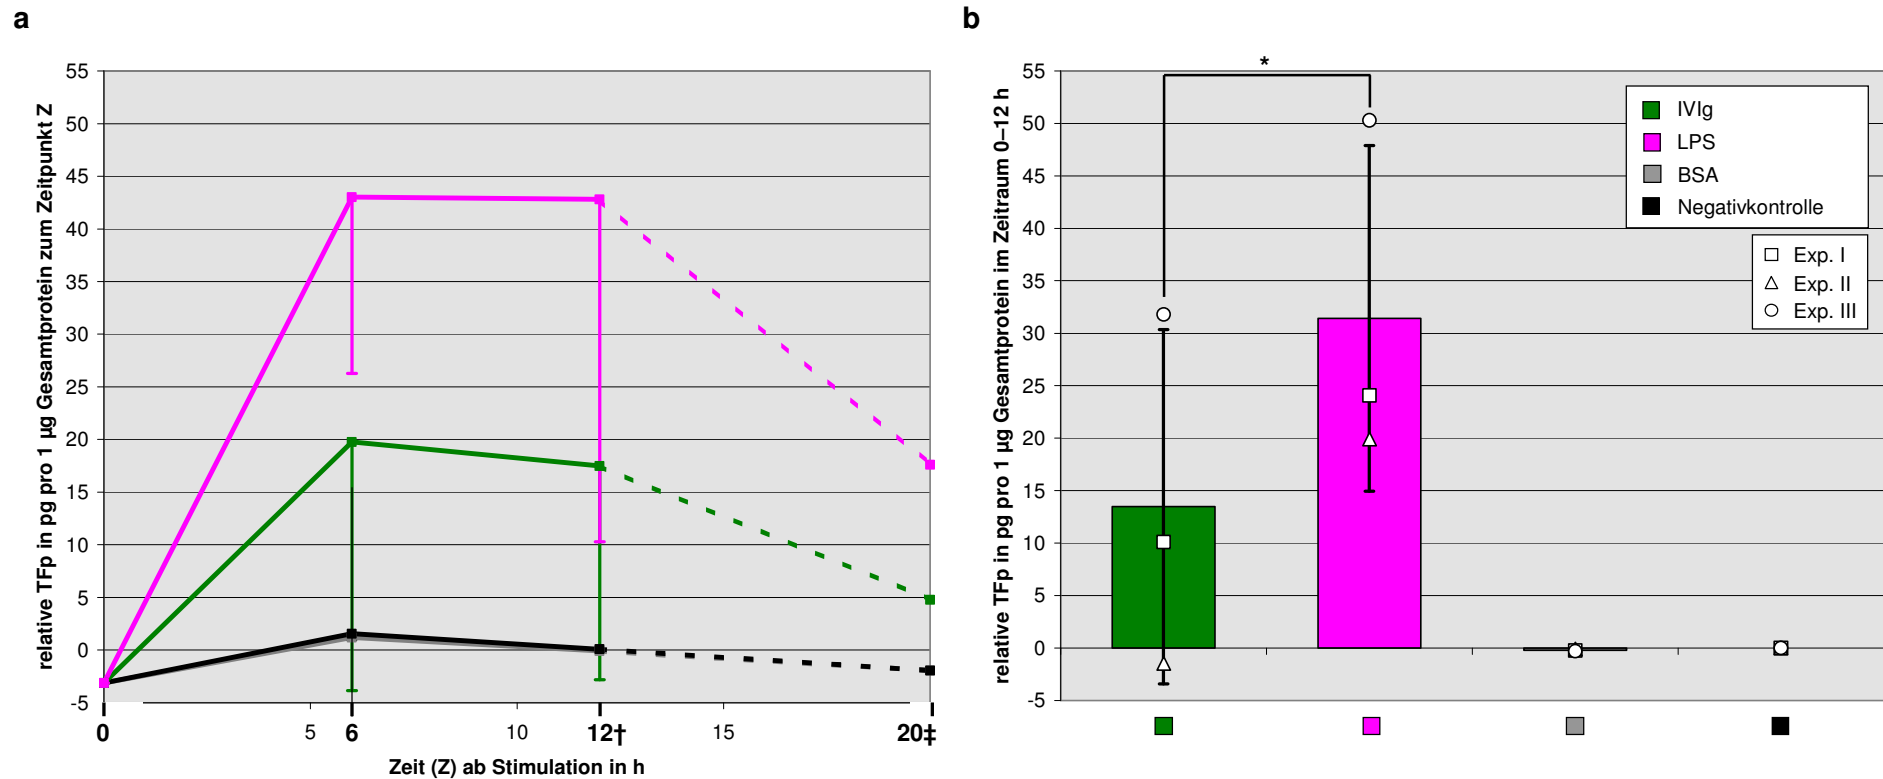 a
relative TFp in pg pro 1 µg Gesamtprotein zum Zeitpunkt Z
55
50
45
40
35
30
25
20
15
10
5
0
-5
0
5
6
10
12†
15
20‡
Zeit (Z) ab Stimulation in h
b
relative TFp in pg pro 1 µg Gesamtprotein im Zeitraum 0–12 h
55
50
45
40
35
30
25
20
15
10
5
0
-5
*
IVIg
LPS
BSA
Negativkontrolle
Exp. I
Exp. II
Exp. III